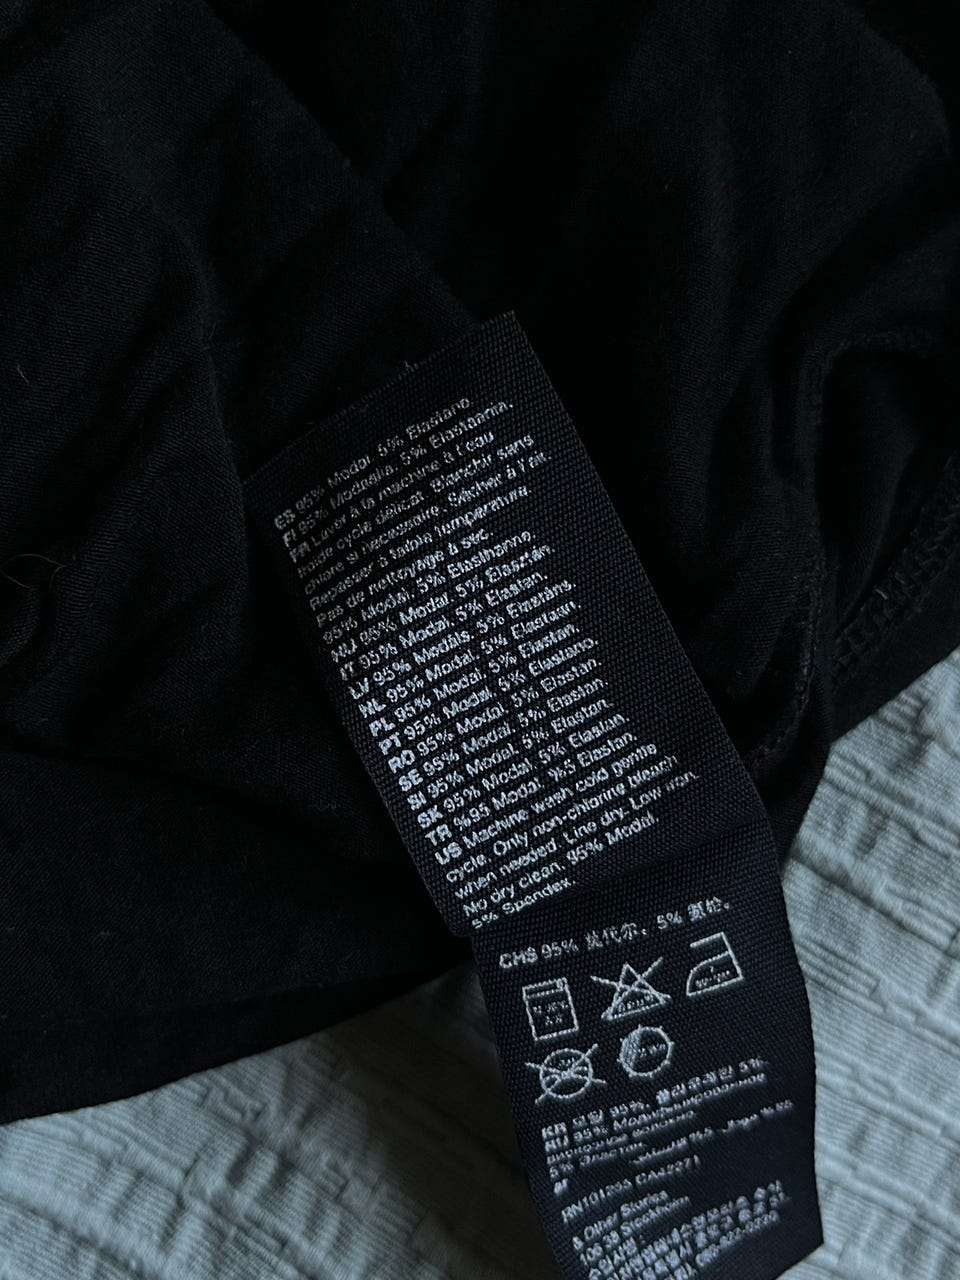 ES 95% Modal. 5% Elastano.
FI 95% Modaalia. 5% Elastaania.
FR Laver à la machine à l'eau
froide cycle délicat. Blanchir sans
chlore si nécessaire. Sécher à l'air.
Repasser à faible température.
Pas de nettoyage à sec.
95% Modal. 5% Elasthanne.
HU 95% Modal. 5% Elasztán.
IT 95% Modal. 5% Elastan.
LV 95% Modāls. 5% Elastāns.
NL 95% Modal. 5% Elastaan.
PL 95% Modal. 5% Elastan.
PT 95% Modal. 5% Elastano.
RO 95% Modal. 5% Elastan.
SE 95% Modal. 5% Elastan.
SI 95% Modal. 5% Elastan.
SK 95% Modal. 5% Elastan.
TR %95 Modal. %5 Elastan.
US Machine wash cold gentle
cycle. Only non-chlorine bleach
when needed. Line dry. Low iron.
No dry clean. 95% Modal.
5% Spandex.
CHS 95% 莫代尔。5% 氨纶。
5%
RN101255 CA42271
& Other Stories
Stockholm